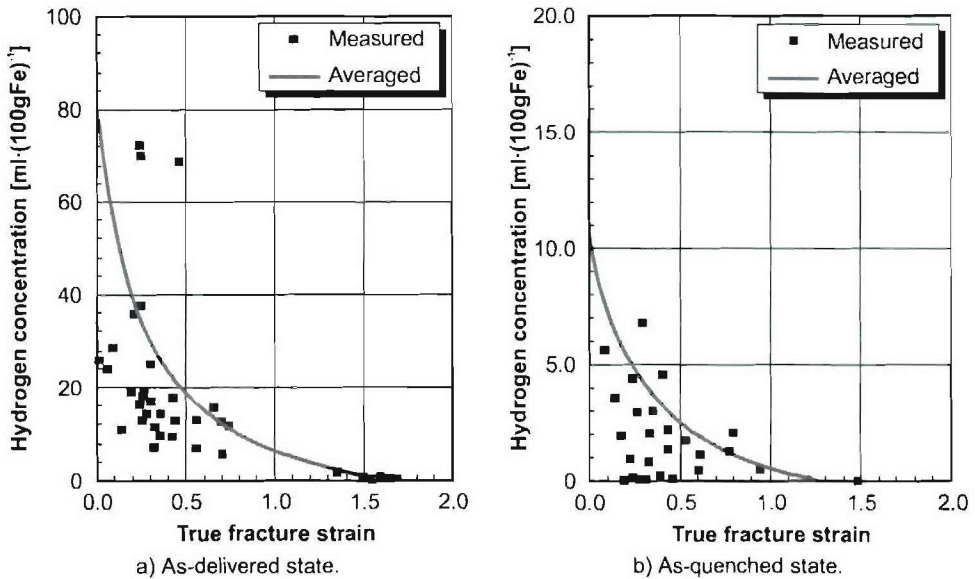 100
80
60
40
20
0
0.0 0.5 1.0 1.5 2.0
Hydrogen concentration [ml·(100gFe)⁻¹]
True fracture strain
Measured
Averaged
a) As-delivered state.
20.0
15.0
10.0
5.0
0
0.0 0.5 1.0 1.5 2.0
Hydrogen concentration [ml·(100gFe)⁻¹]
True fracture strain
Measured
Averaged
b) As-quenched state.